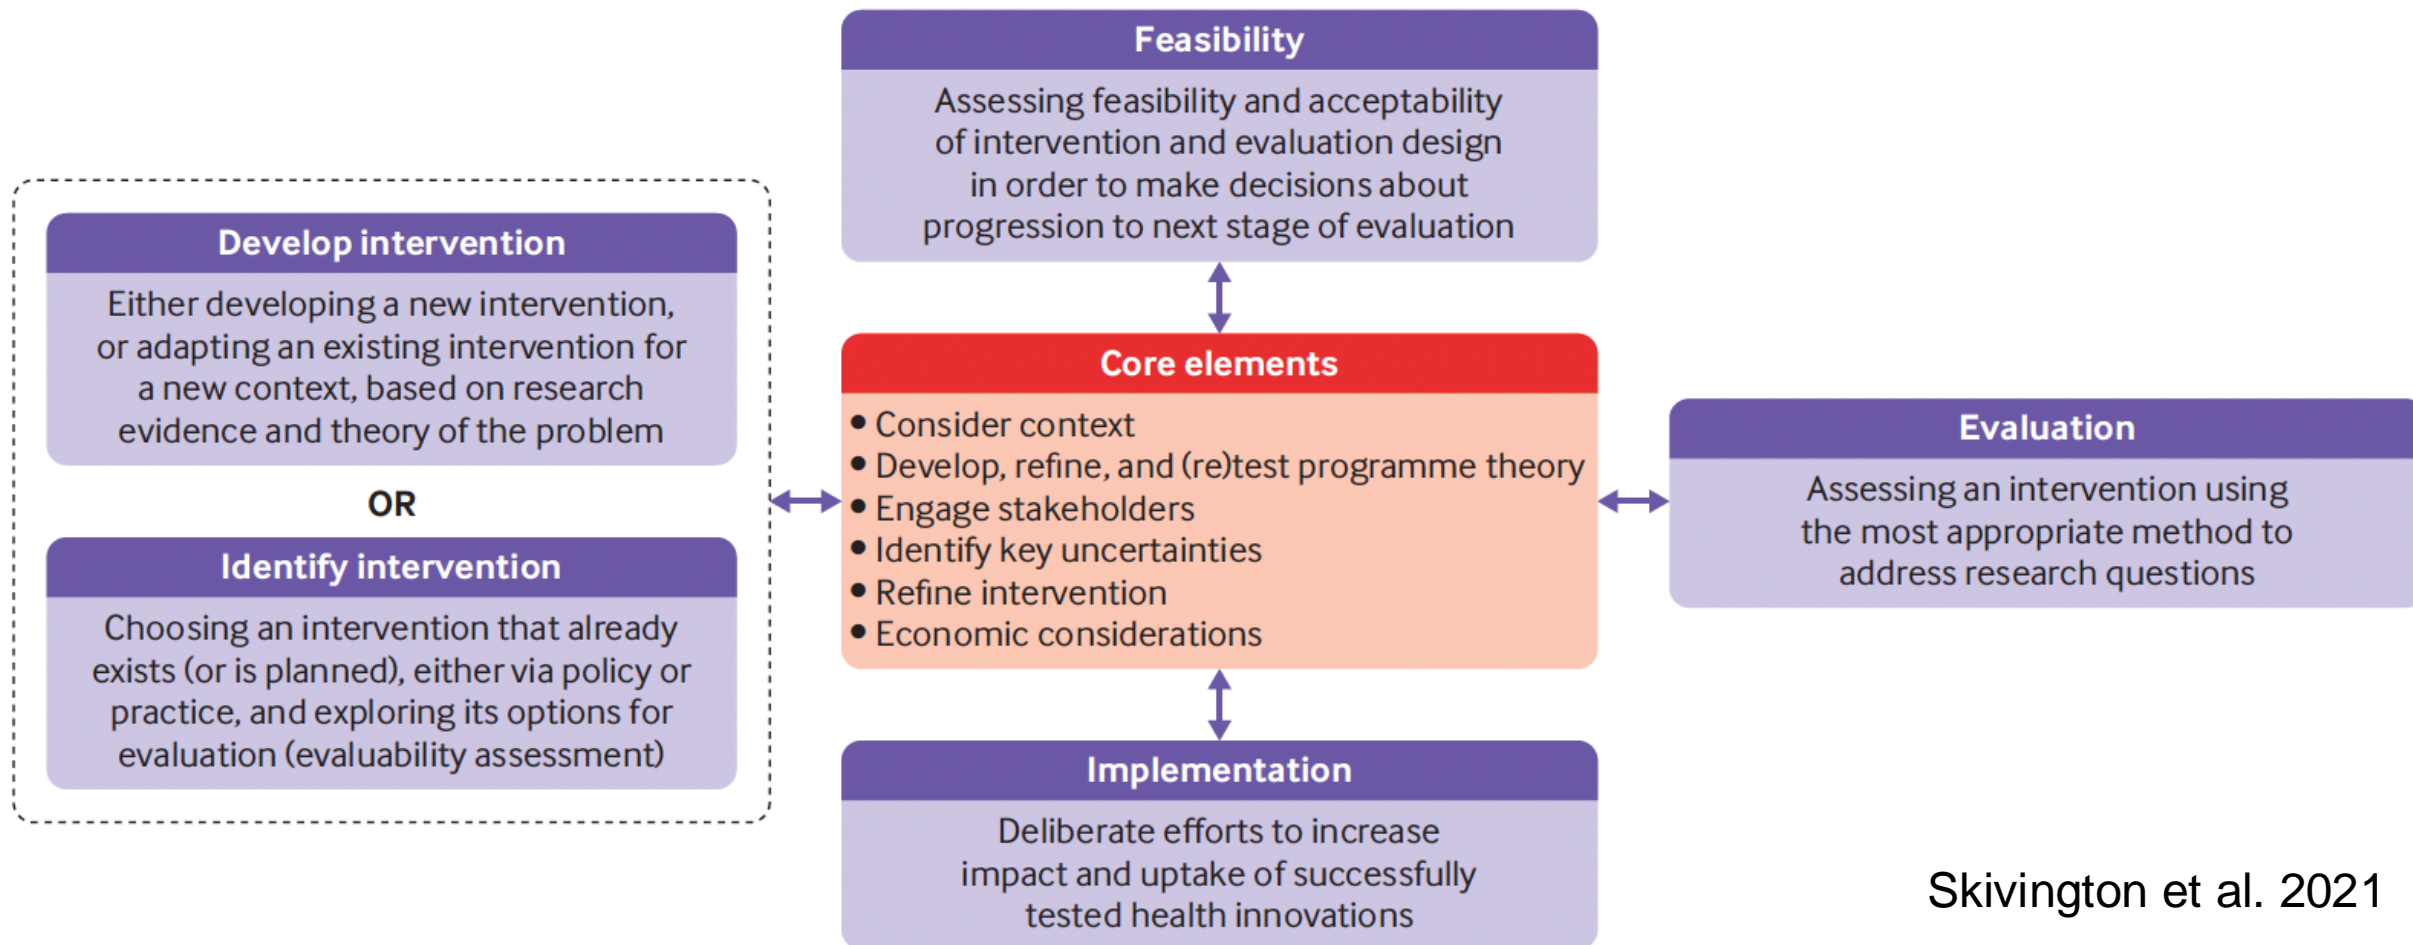 Feasibility
Assessing feasibility and acceptability
of intervention and evaluation design
in order to make decisions about
progression to next stage of evaluation
Develop intervention
Either developing a new intervention,
or adapting an existing intervention for
a new context, based on research
evidence and theory of the problem
OR
Identify intervention
Choosing an intervention that already
exists (or is planned), either via policy or
practice, and exploring its options for
evaluation (evaluability assessment)
Core elements
• Consider context
• Develop, refine, and (re)test programme theory
• Engage stakeholders
• Identify key uncertainties
• Refine intervention
• Economic considerations
Evaluation
Assessing an intervention using
the most appropriate method to
address research questions
Implementation
Deliberate efforts to increase
impact and uptake of successfully
tested health innovations
Skivington et al. 2021